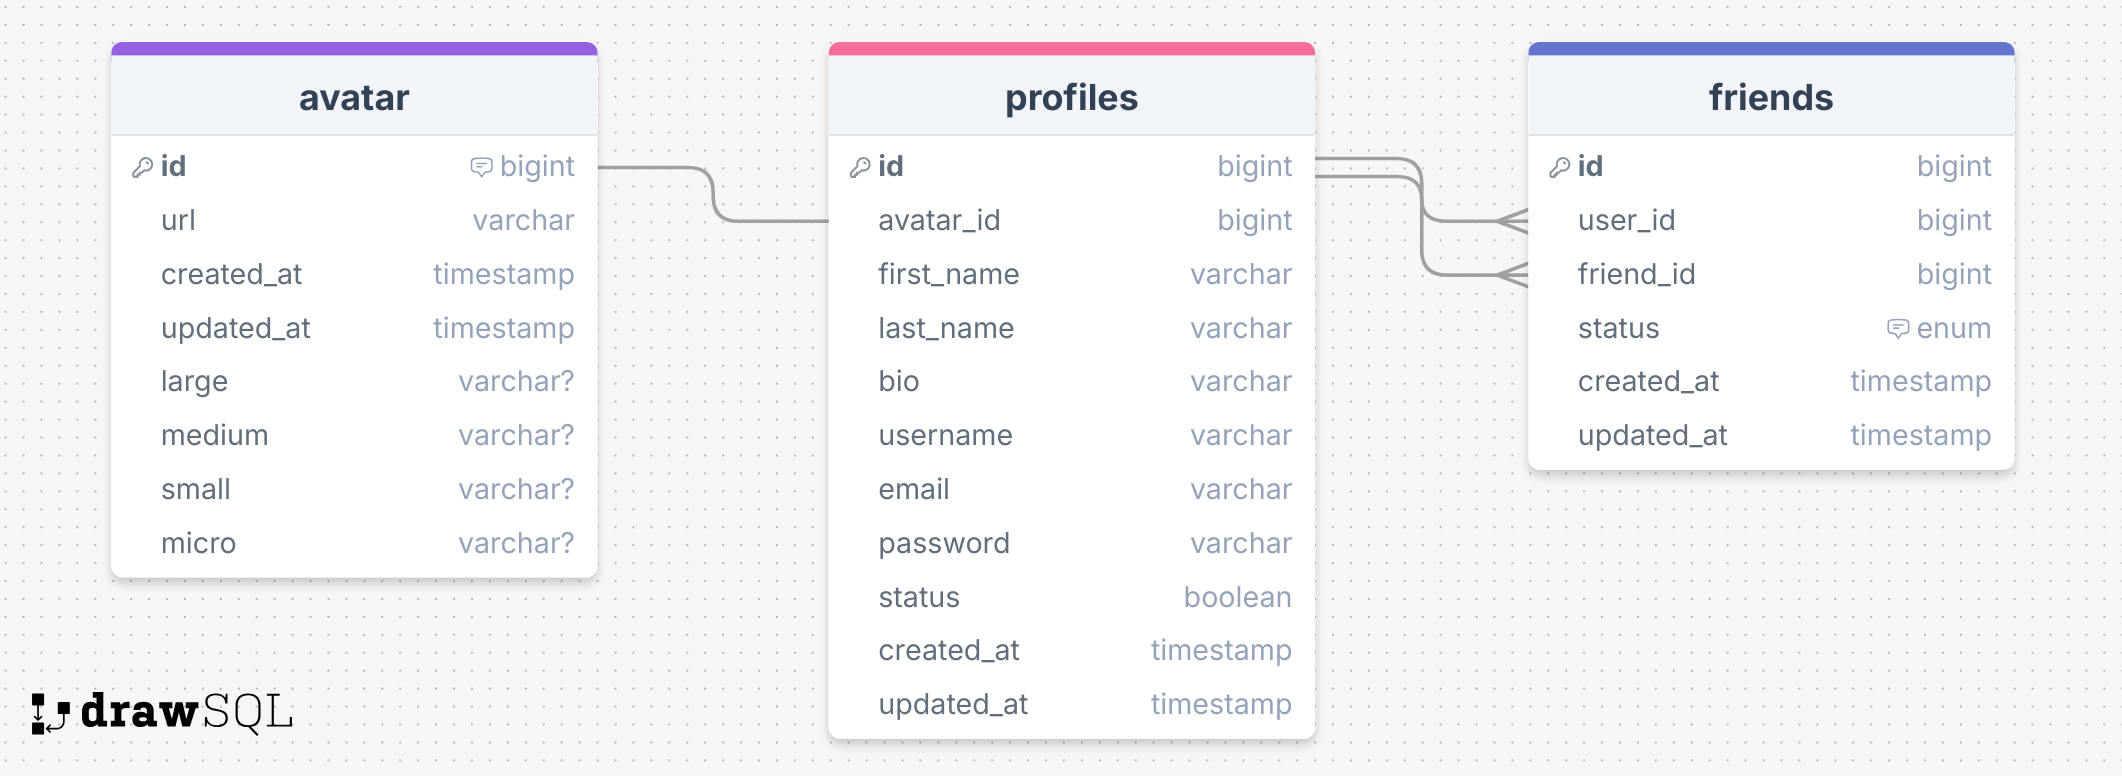 avatar
id bigint
url varchar
created_at timestamp
updated_at timestamp
large varchar?
medium varchar?
small varchar?
micro varchar?
profiles
id bigint
avatar_id bigint
first_name varchar
last_name varchar
bio varchar
username varchar
email varchar
password varchar
status boolean
created_at timestamp
updated_at timestamp
friends
id bigint
user_id bigint
friend_id bigint
status enum
created_at timestamp
updated_at timestamp
drawSQL